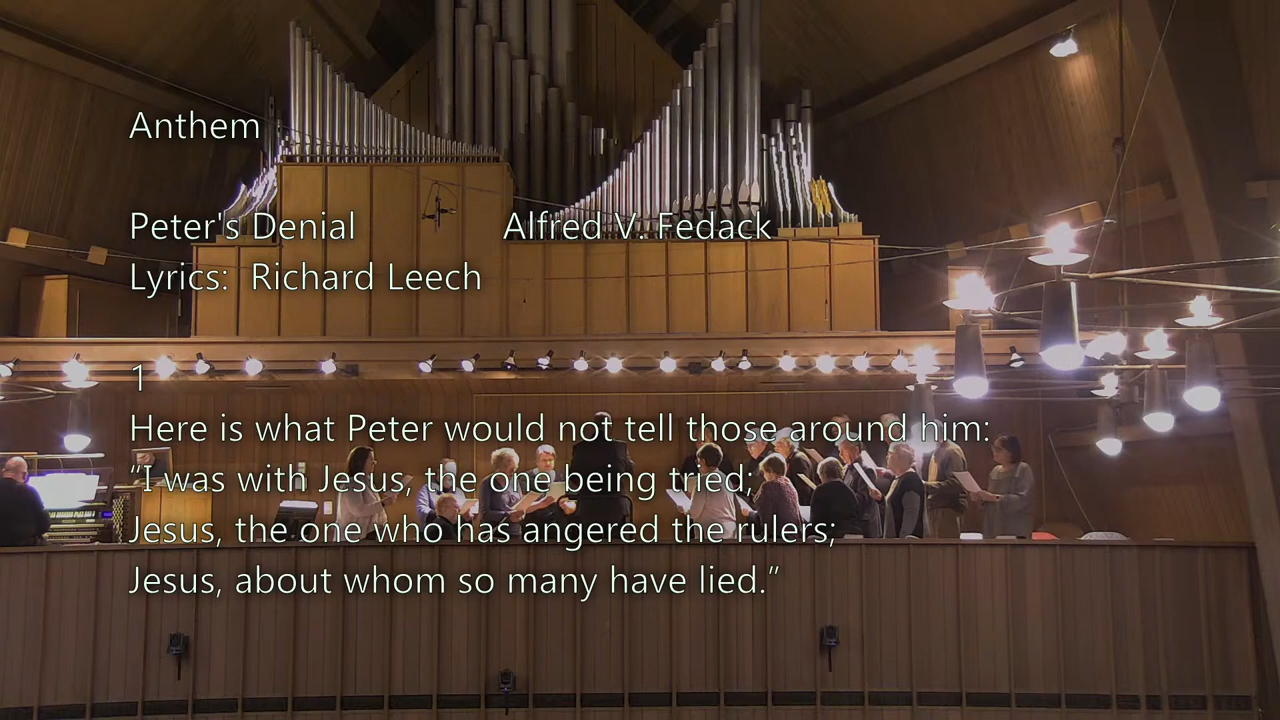 Anthem
Peter's Denial Alfred V. Fedack
Lyrics: Richard Leech
1
Here is what Peter would not tell those around him:
“I was with Jesus, the one being tried;
Jesus, the one who has angered the rulers;
Jesus, about whom so many have lied.”